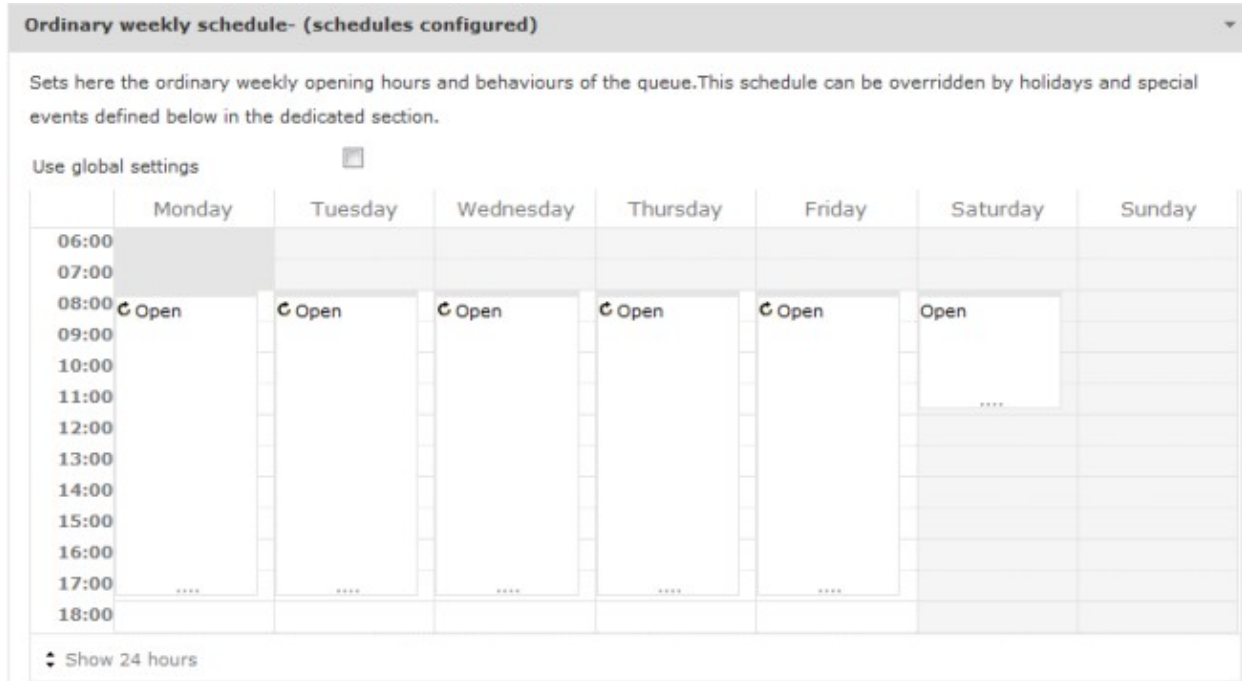 Ordinary weekly schedule- (schedules configured)
Sets here the ordinary weekly opening hours and behaviours of the queue.This schedule can be overridden by holidays and special
events defined below in the dedicated section.
Use global settings
Monday Tuesday Wednesday Thursday Friday Saturday Sunday
06:00
07:00
08:00 Open Open Open Open Open Open
09:00
10:00
11:00
12:00
13:00
14:00
15:00
16:00
17:00
18:00
Show 24 hours